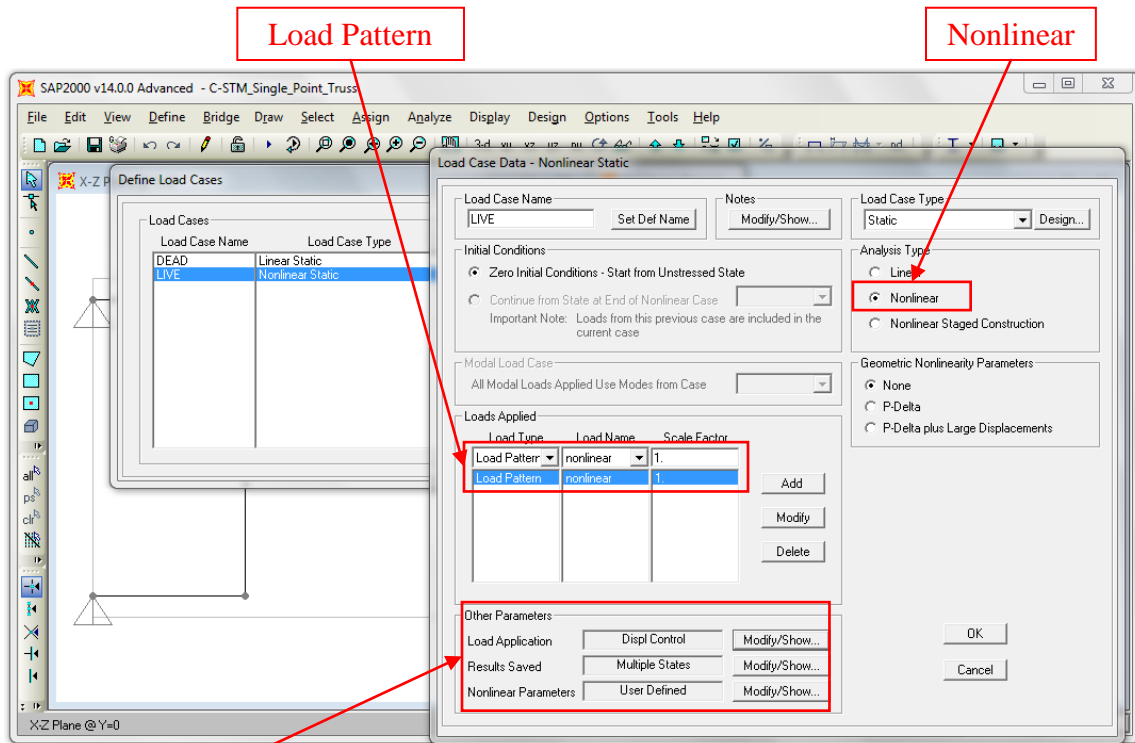 Load Pattern
Nonlinear
SAP2000 v14.0.0 Advanced - C-STM_Single_Point_Truss
File Edit View Define Bridge Draw Select Assign Analyze Display Design Options Tools Help
Load Case Data - Nonlinear Static
X-Z P
Define Load Cases
Load Cases
Load Case Name Load Case Type
DEAD Linear Static
LIVE Nonlinear Static
Load Case Name
LIVE Set Def Name
Notes
Modify/Show...
Load Case Type
Static Design...
Initial Conditions
Zero Initial Conditions - Start from Unstressed State
Continue from State at End of Nonlinear Case
Important Note: Loads from this previous case are included in the
current case
Analysis Type
Linear
Nonlinear
Nonlinear Staged Construction
Modal Load Case
All Modal Loads Applied Use Modes from Case
Geometric Nonlinearity Parameters
None
P-Delta
P-Delta plus Large Displacements
Loads Applied
Load Type Load Name Scale Factor
Load Pattern nonlinear 1.
Load Pattern nonlinear 1.
Add
Modify
Delete
Other Parameters
Load Application Displ Control Modify/Show...
Results Saved Multiple States Modify/Show...
Nonlinear Parameters User Defined Modify/Show...
OK
Cancel
all
ps
clr
X-Z Plane @ Y=0